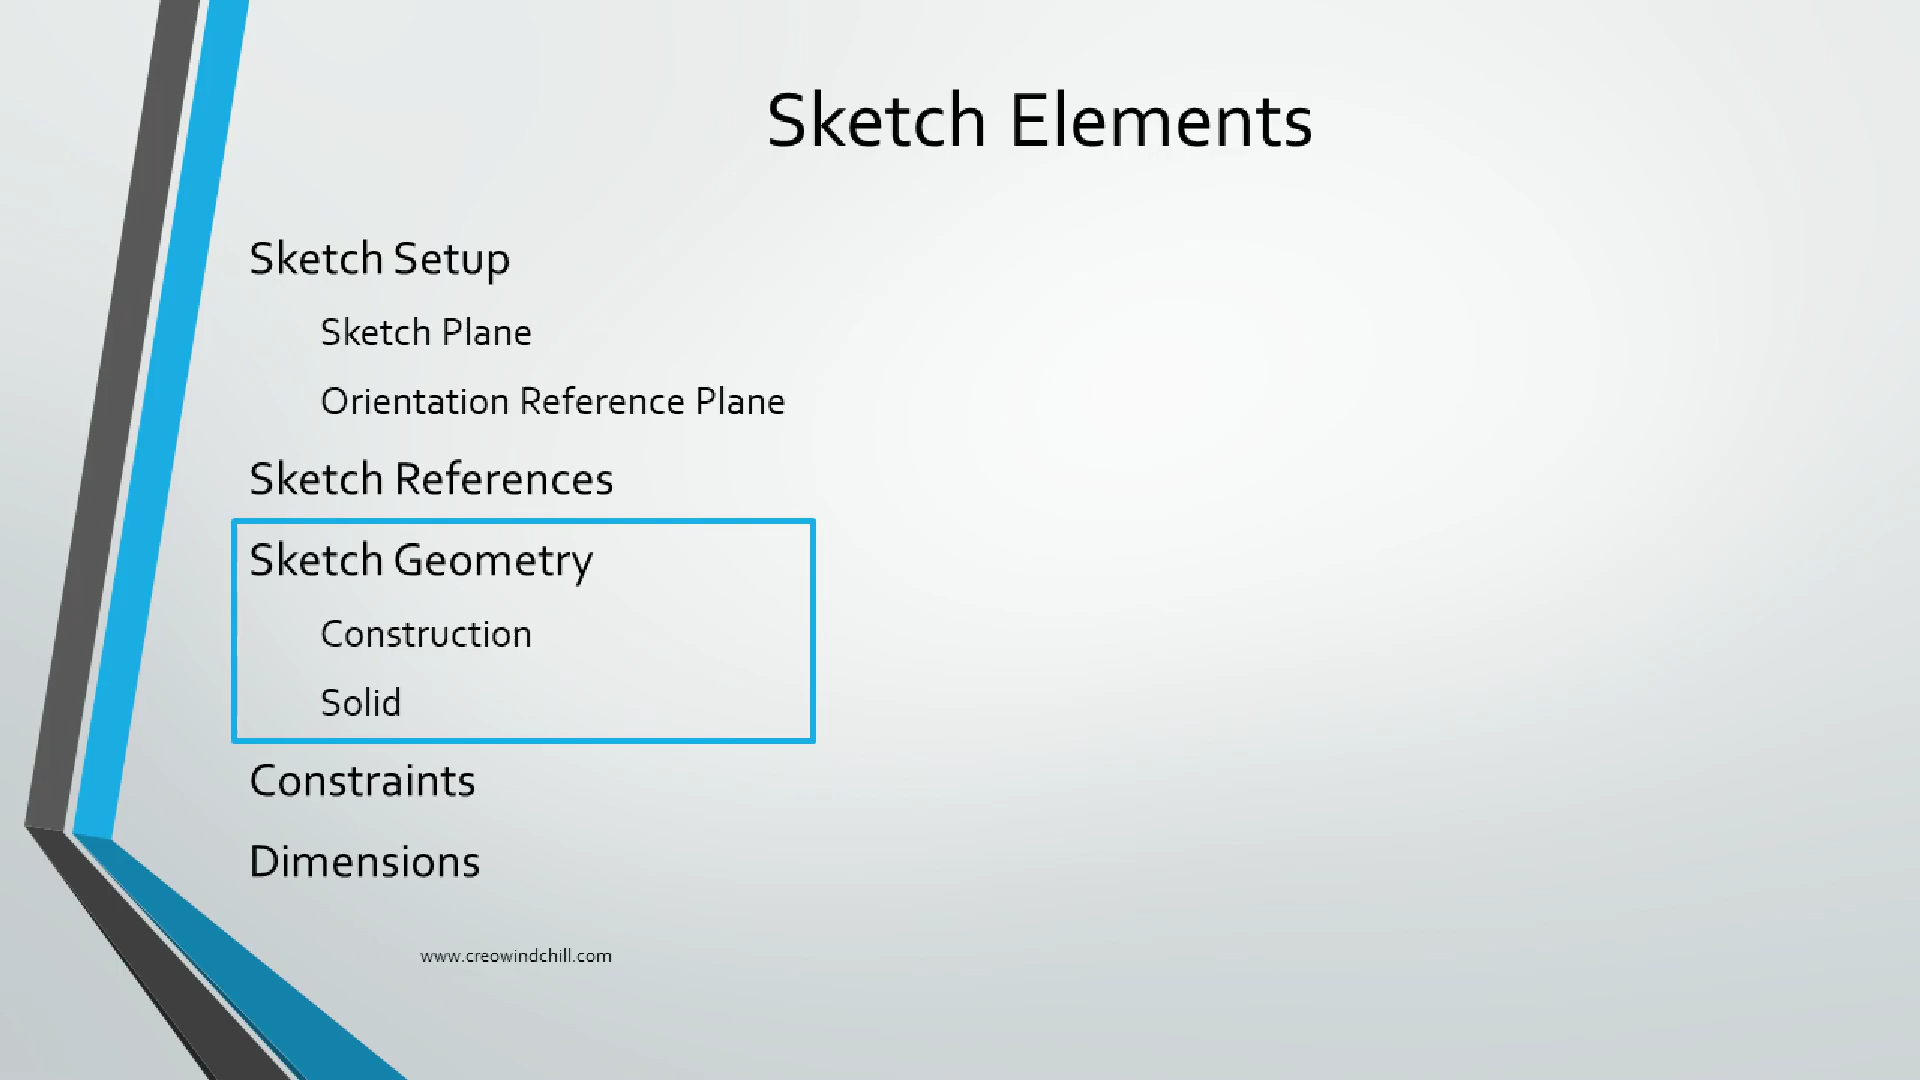 Sketch Elements
Sketch Setup
Sketch Plane
Orientation Reference Plane
Sketch References
Sketch Geometry
Construction
Solid
Constraints
Dimensions
www.creowindchill.com